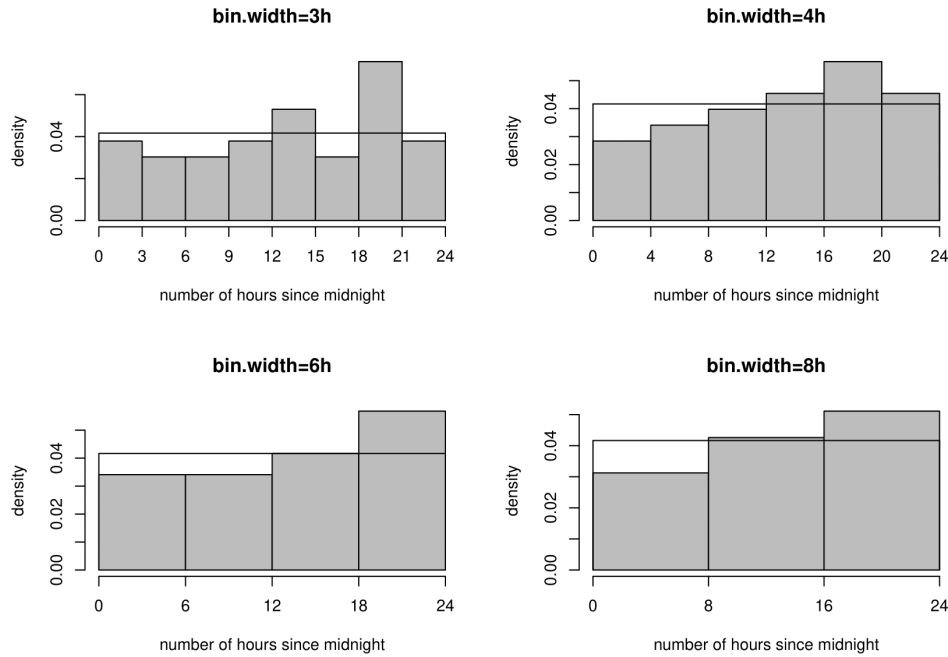 bin.width=3h
density
0.00 0.04
0 3 6 9 12 15 18 21 24
number of hours since midnight
bin.width=4h
density
0.00 0.02 0.04
0 4 8 12 16 20 24
number of hours since midnight
bin.width=6h
density
0.00 0.02 0.04
0 6 12 18 24
number of hours since midnight
bin.width=8h
density
0.00 0.02 0.04
0 8 16 24
number of hours since midnight